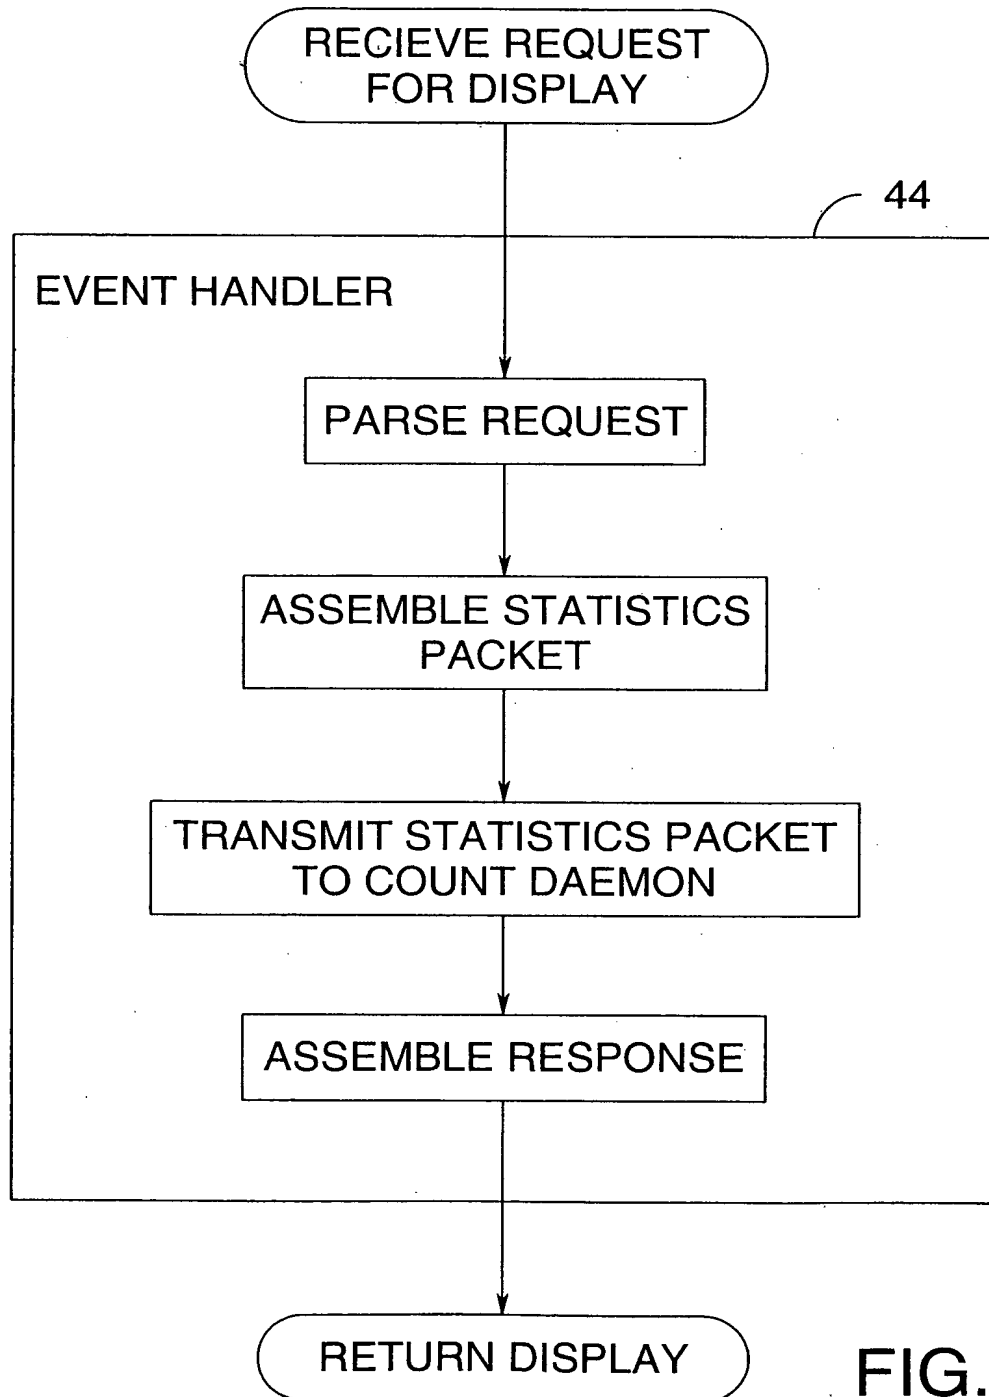 RECIEVE REQUEST
FOR DISPLAY
44
EVENT HANDLER
PARSE REQUEST
ASSEMBLE STATISTICS
PACKET
TRANSMIT STATISTICS PACKET
TO COUNT DAEMON
ASSEMBLE RESPONSE
RETURN DISPLAY
FIG.